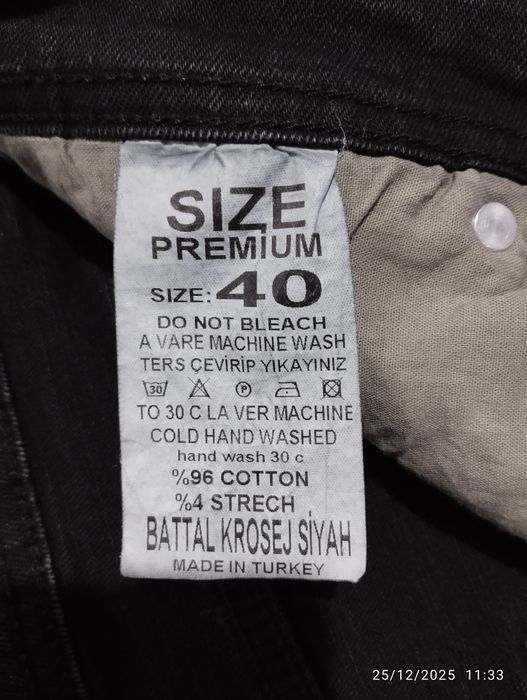 SIZE
PREMIUM
SIZE: 40
DO NOT BLEACH
A VARE MACHINE WASH
TERS ÇEVİRİP YIKAYINIZ
30 P
TO 30 C LA VER MACHINE
COLD HAND WASHED
hand wash 30 c
%96 COTTON
%4 STRECH
BATTAL KROSEJ SİYAH
MADE IN TURKEY
25/12/2025 11:33